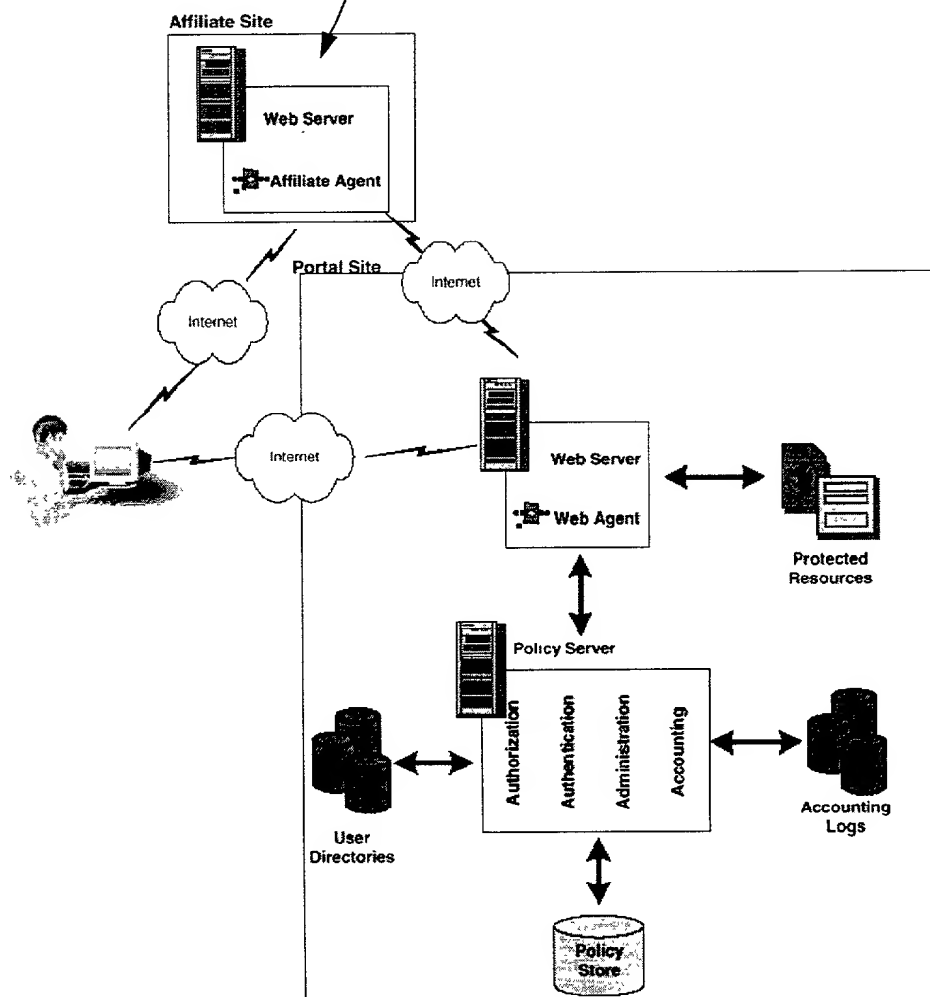 Affiliate Site
Web Server
Affiliate Agent
Portal Site
Internet
Internet
Internet
Web Server
Web Agent
Protected
Resources
Policy Server
Authorization
Authentication
Administration
Accounting
User
Directories
Accounting
Logs
Policy
Store